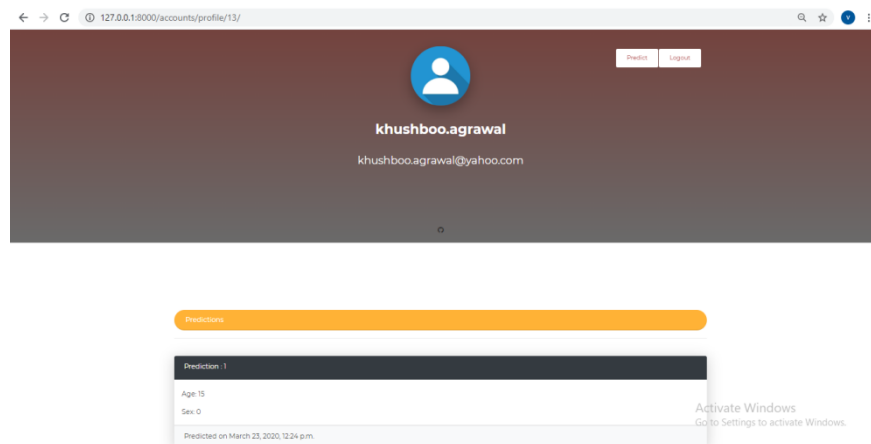 127.0.0.1:8000/accounts/profile/13/
V
Predict Logout
khushboo.agrawal
khushboo.agrawal@yahoo.com
Predictions
Prediction : 1
Age: 15
Sex: 0
Predicted on March 23, 2020, 12:24 p.m.
Activate Windows
Go to Settings to activate Windows.